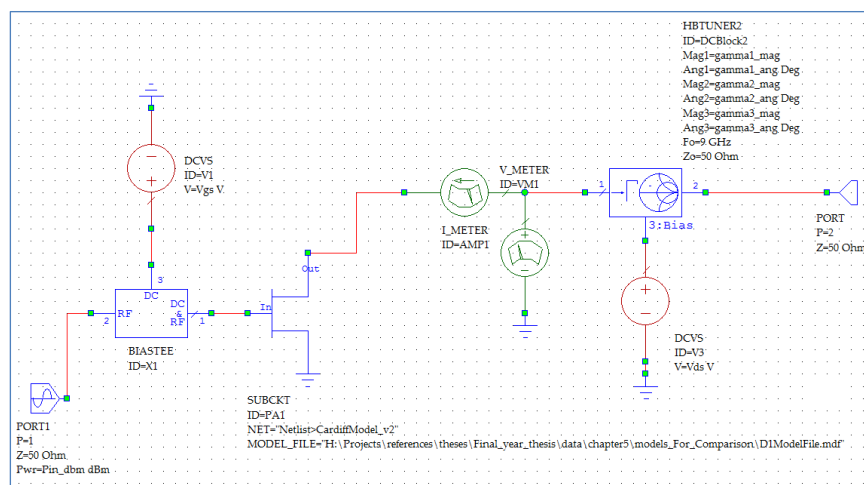 HBTUNER2
ID=DCBlock2
Mag1=gamma1_mag
Ang1=gamma1_ang Deg
Mag2=gamma2_mag
Ang2=gamma2_ang Deg
Mag3=gamma3_mag
Ang3=gamma3_ang Deg
Fo=9 GHz
Zo=50 Ohm
DCVS
ID=V1
V=Vgs V
V_METER
ID=VM1
I_METER
ID=AMP1
1
2
3:Bias
PORT
P=2
Z=50 Ohm
Out
3
DC
RF
DC
&
RF
2
1
In
BIASTEE
ID=X1
DCVS
ID=V3
V=Vds V
SUBCKT
ID=PA1
NET="Netlist>CardiffModel_v2"
MODEL_FILE="H:\Projects\references\theses\Final_year_thesis\data\chapter5\models_For_Comparison\D1ModelFile.mdf"
PORT1
P=1
Z=50 Ohm
Pwr=Pin_dbm dBm